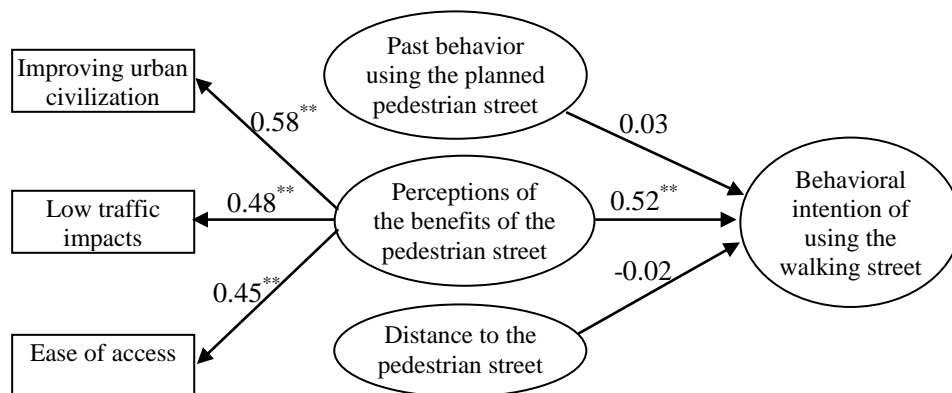 Improving urban
civilization
0.58**
Low traffic
impacts
0.48**
Ease of access
0.45**
Past behavior
using the planned
pedestrian street
0.03
Perceptions of
the benefits of the
pedestrian street
0.52**
Distance to the
pedestrian street
-0.02
Behavioral
intention of
using the
walking street